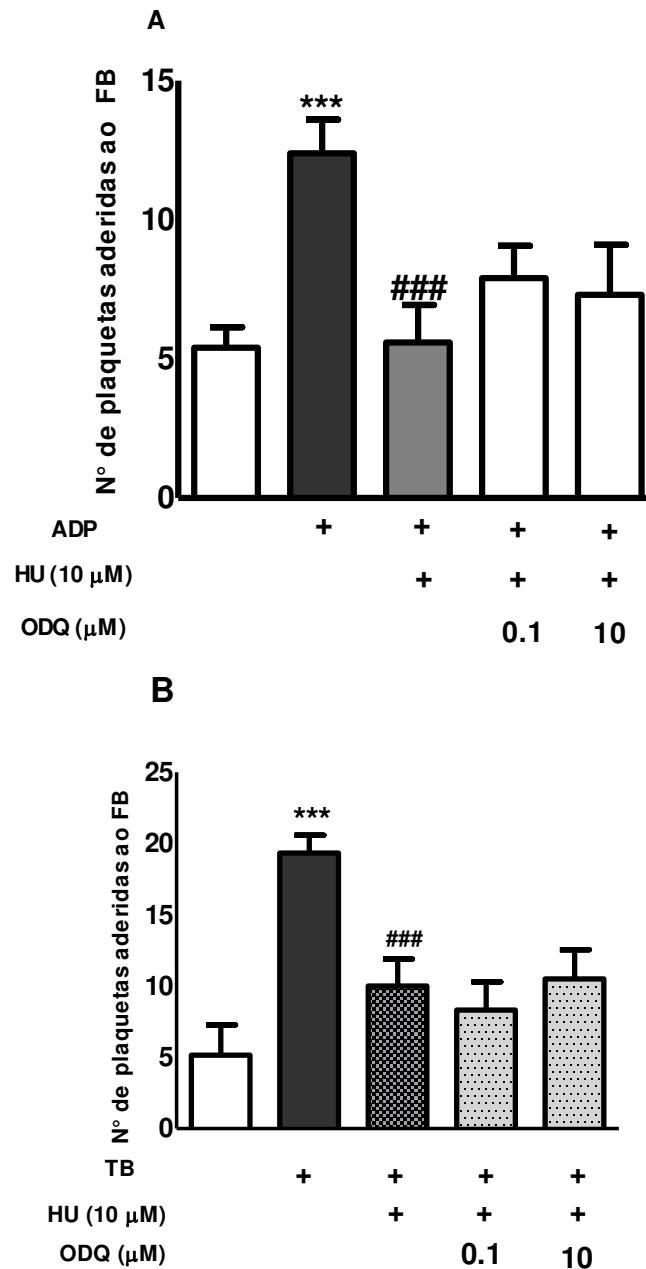 A
N° de plaquetas aderidas ao FB
15
***
10
###
5
0
ADP + + + +
HU (10 μM) + + +
ODQ (μM) 0.1 10
B
N° de plaquetas aderidas ao FB
25
***
20
15
###
10
5
0
TB + + + +
HU (10 μM) + + +
ODQ (μM) 0.1 10